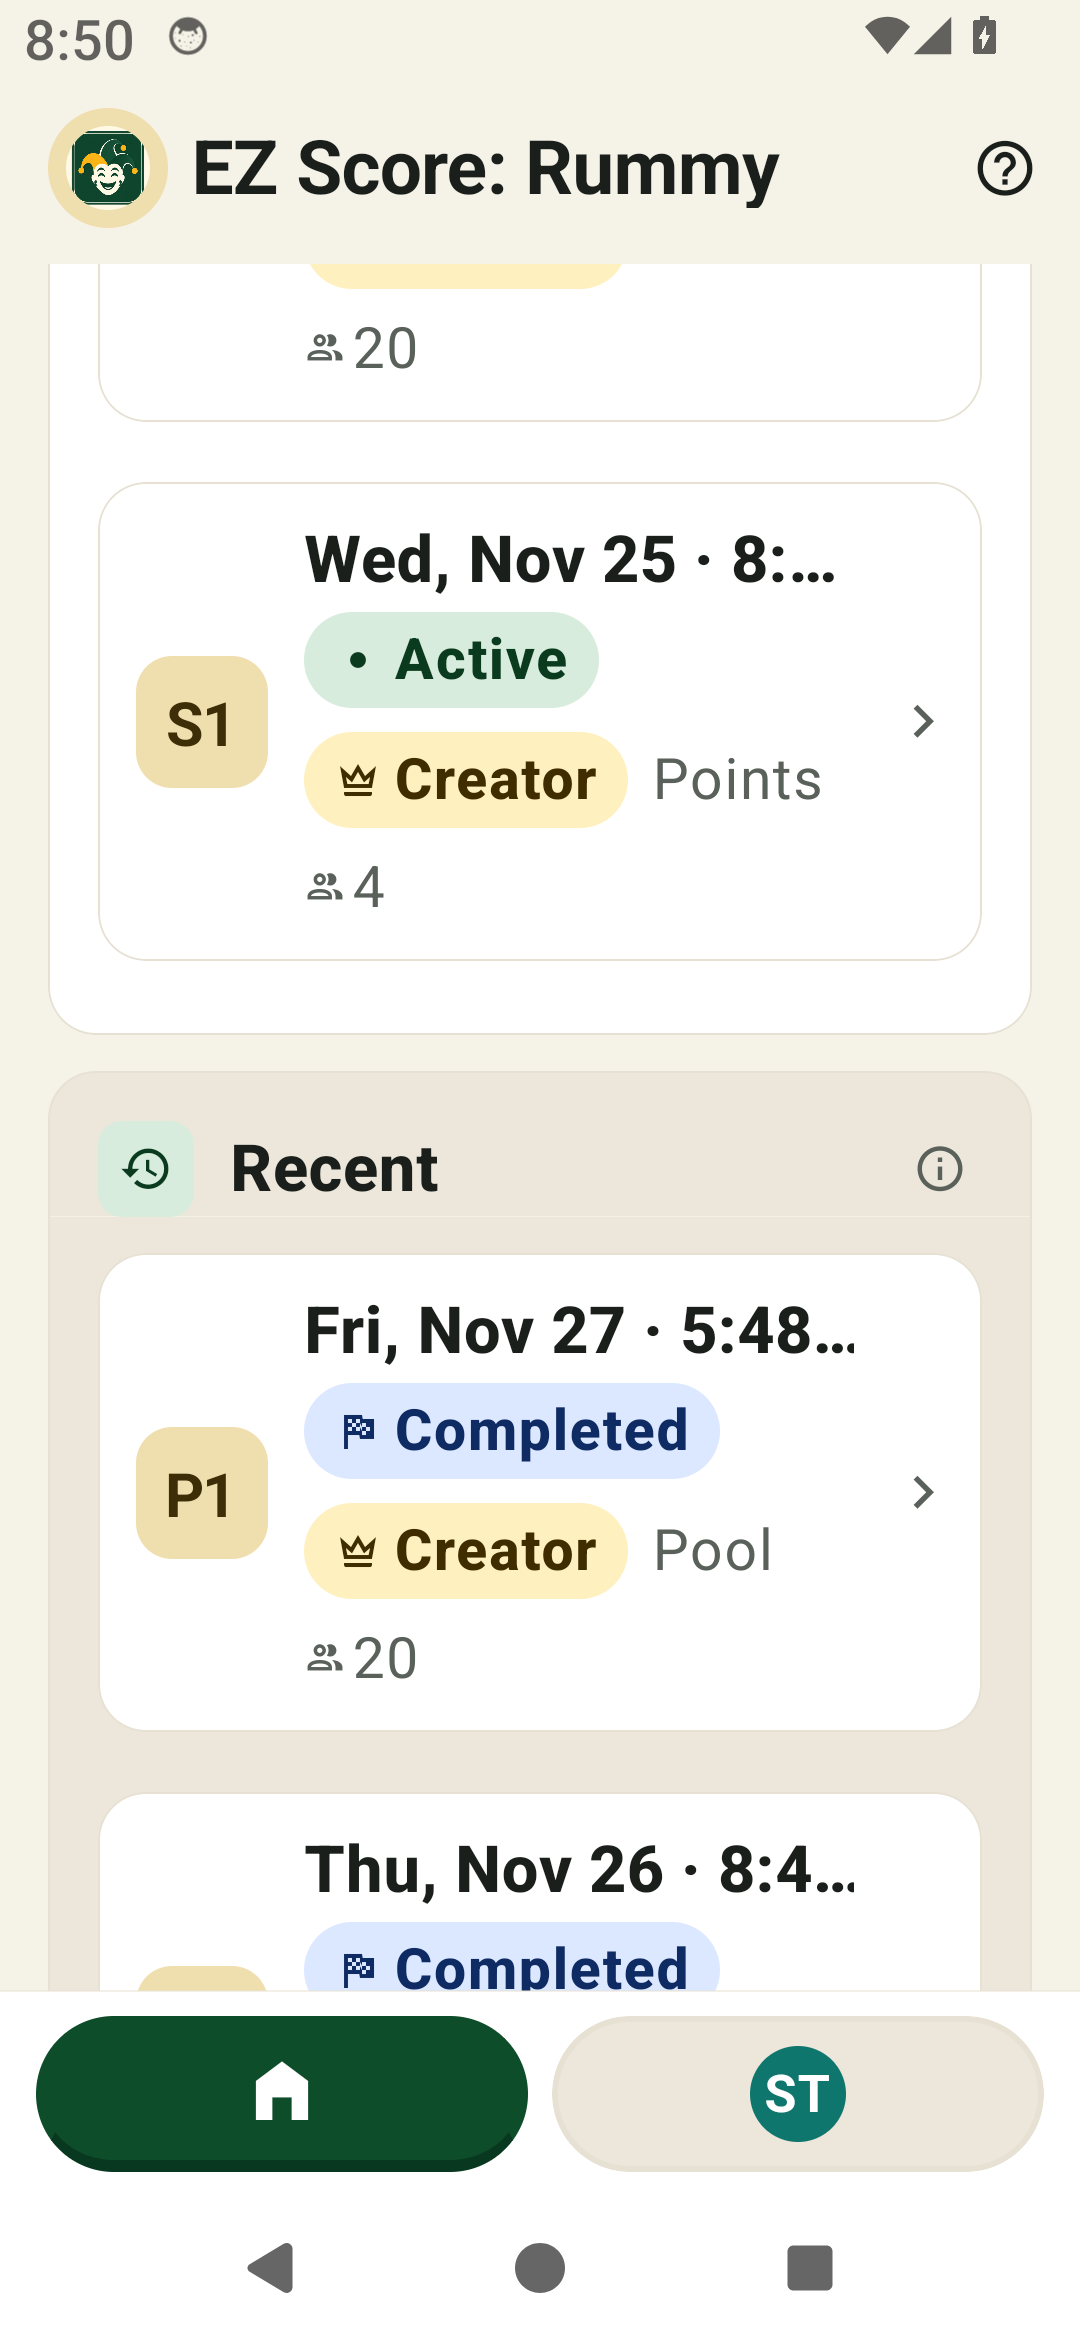 8:50
EZ Score: Rummy
20
Wed, Nov 25 · 8:...
• Active
S1
Creator Points
4
Recent
Fri, Nov 27 · 5:48...
Completed
P1
Creator Pool
20
Thu, Nov 26 · 8:4...
Completed
ST